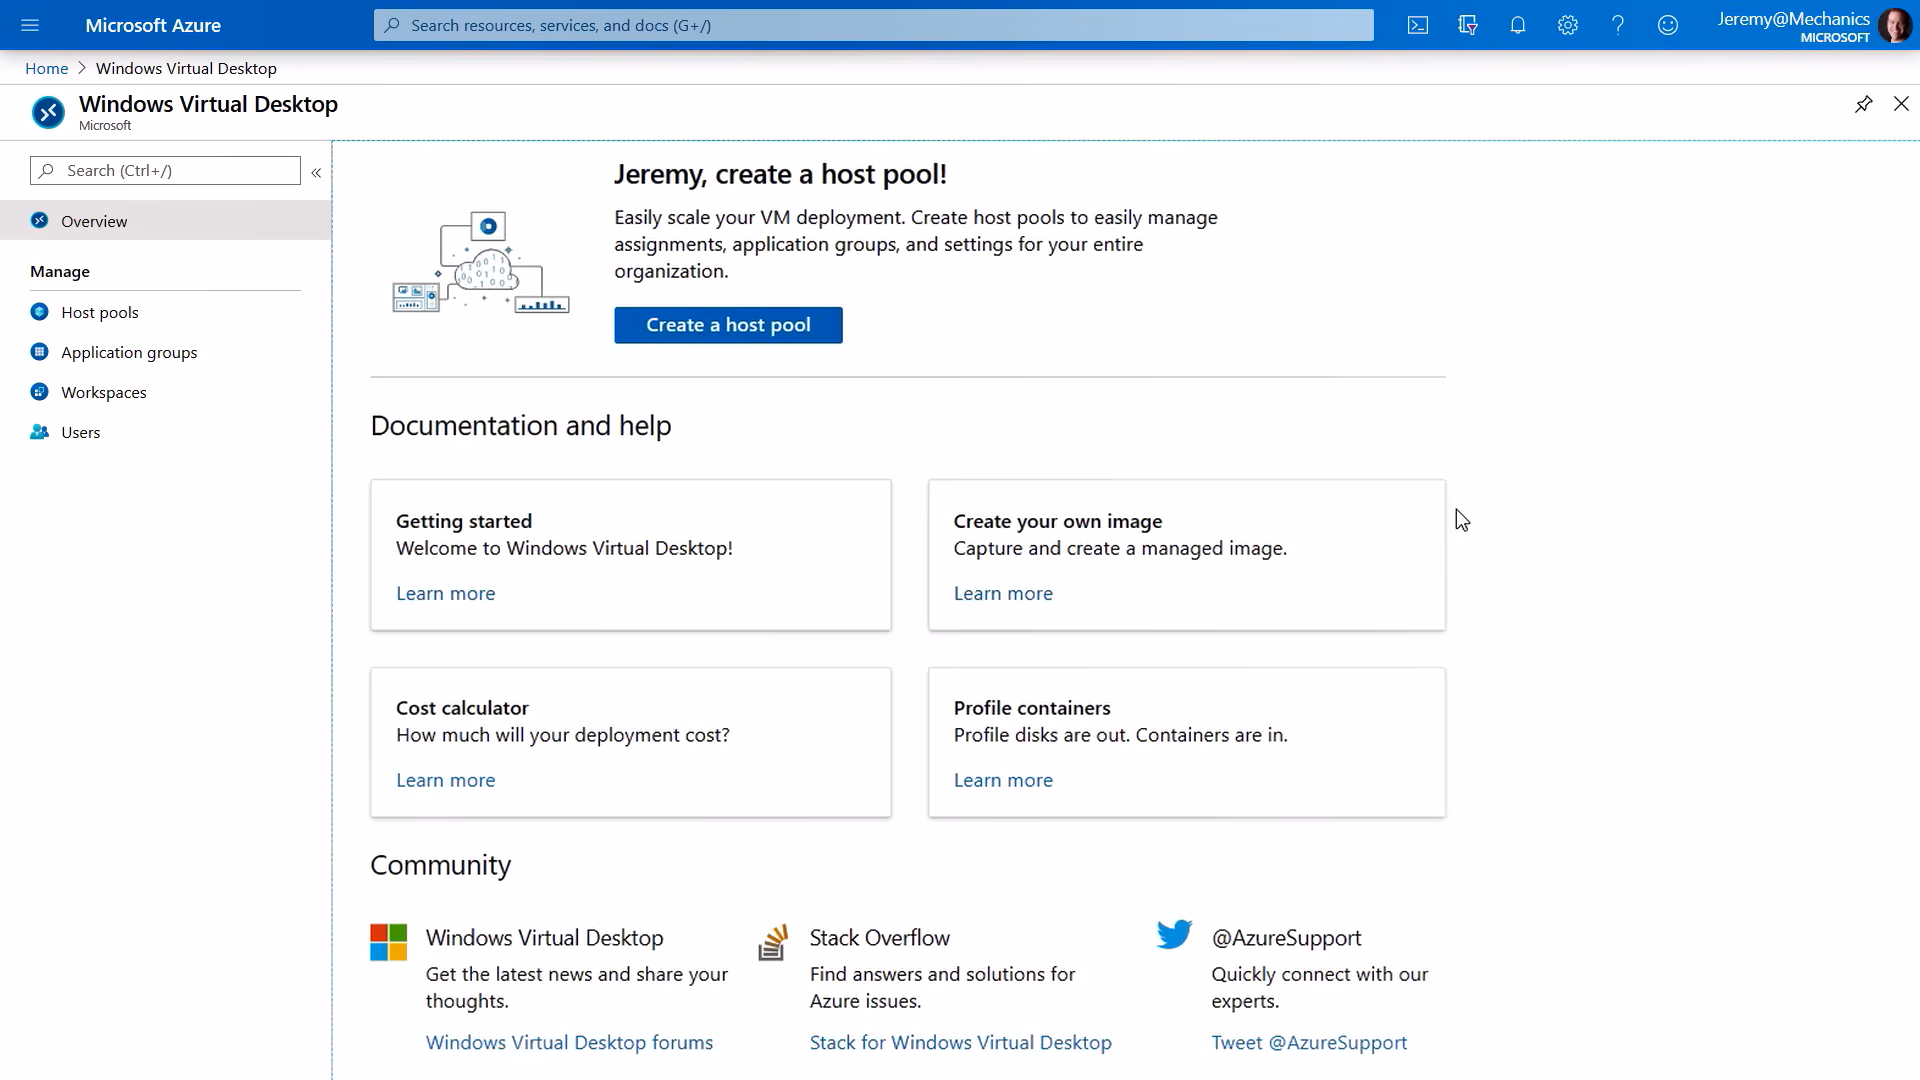 Microsoft Azure
Search resources, services, and docs (G+/)
Jeremy@Mechanics
MICROSOFT
Home > Windows Virtual Desktop
Windows Virtual Desktop
Microsoft
Search (Ctrl+/)
«
Overview
Manage
Host pools
Application groups
Workspaces
Users
Jeremy, create a host pool!
Easily scale your VM deployment. Create host pools to easily manage
assignments, application groups, and settings for your entire
organization.
Create a host pool
Documentation and help
Getting started
Welcome to Windows Virtual Desktop!
Learn more
Create your own image
Capture and create a managed image.
Learn more
Cost calculator
How much will your deployment cost?
Learn more
Profile containers
Profile disks are out. Containers are in.
Learn more
Community
Windows Virtual Desktop
Get the latest news and share your
thoughts.
Windows Virtual Desktop forums
Stack Overflow
Find answers and solutions for
Azure issues.
Stack for Windows Virtual Desktop
@AzureSupport
Quickly connect with our
experts.
Tweet @AzureSupport